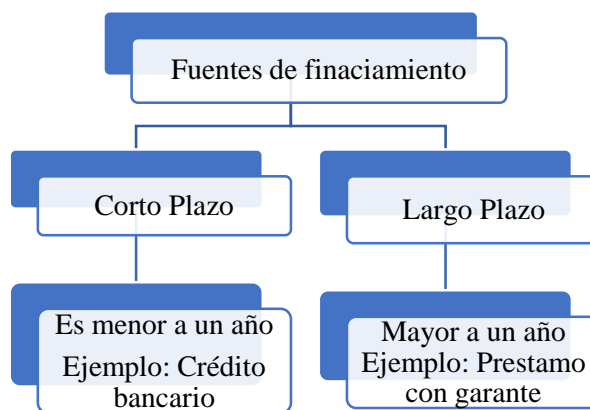 Fuentes de finaciamiento
Corto Plazo
Largo Plazo
Es menor a un año
Ejemplo: Crédito
bancario
Mayor a un año
Ejemplo: Prestamo
con garante